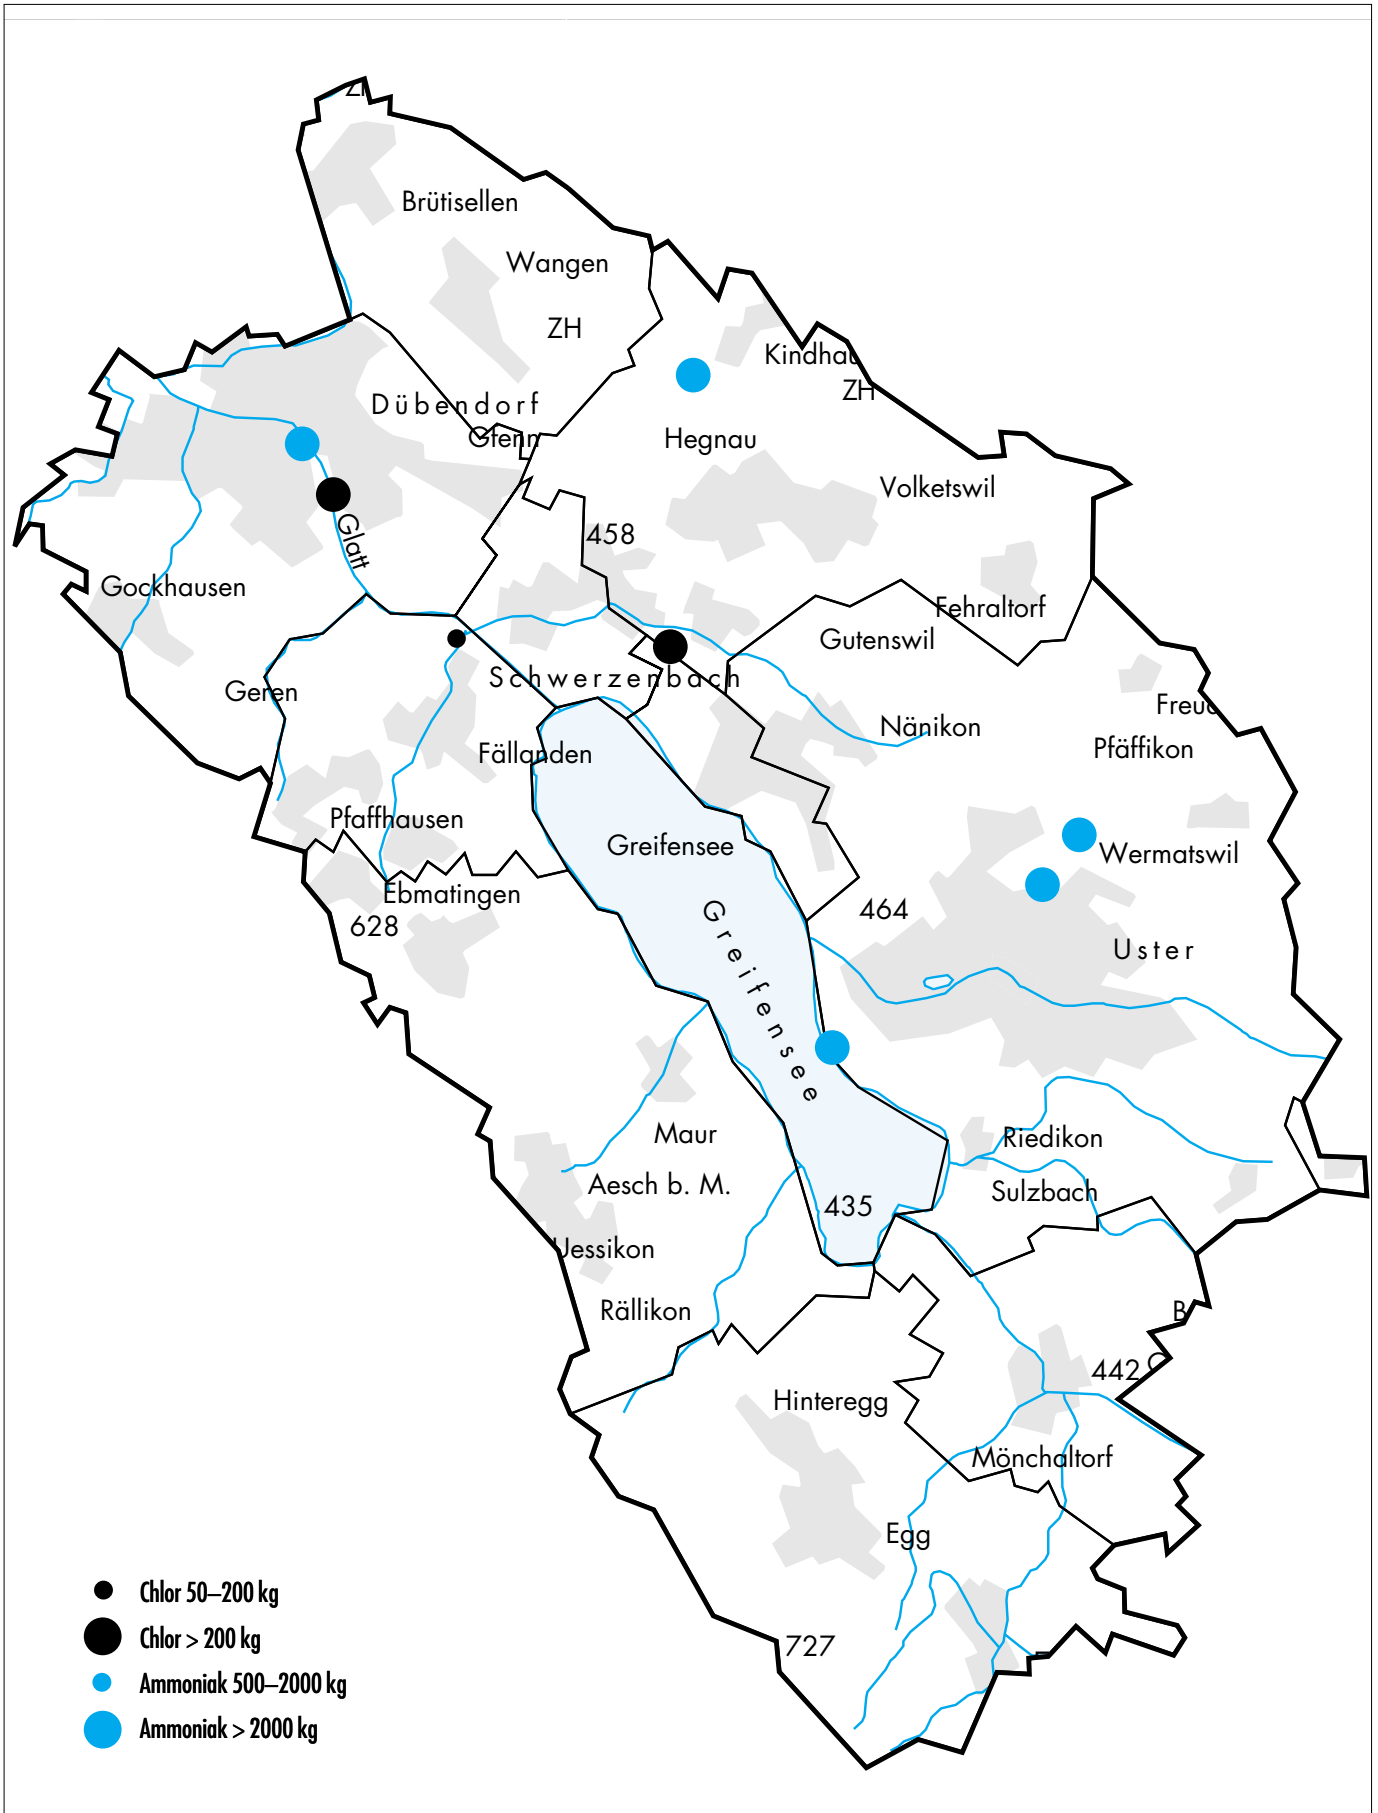 Brütisellen
Wangen
ZH
Kindhau
ZH
Dübendorf
Gfenn
Hegnau
Volketswil
458
Glatt
Gockhausen
Fehraltorf
Gutenswil
Schwerzenbach
Geren
Freud
Nänikon
Pfäffikon
Fällanden
Pfaffhausen
Greifensee
Wermatswil
Ebmatingen
464
628
Greifensee
Uster
Maur
Riedikon
Aesch b. M.
Sulzbach
435
Uessikon
Rällikon
B
442
Hinteregg
Mönchaltorf
Egg
727
Chlor 50–200 kg
Chlor > 200 kg
Ammoniak 500–2000 kg
Ammoniak > 2000 kg